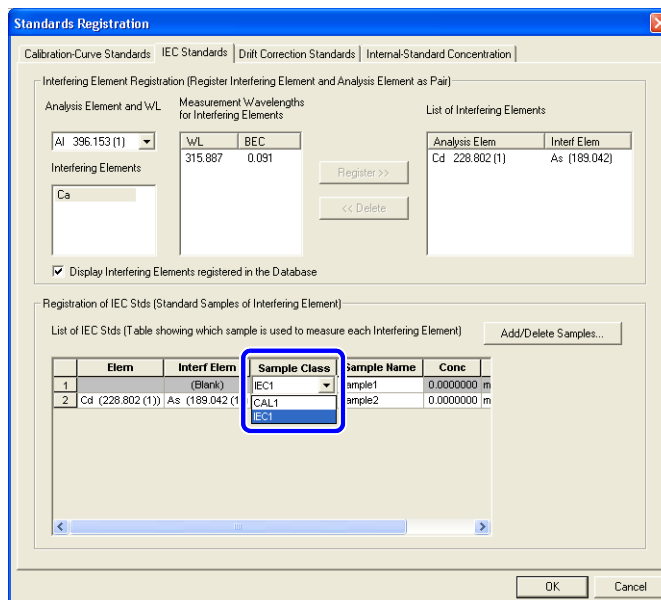 Standards Registration
Calibration-Curve Standards IEC Standards Drift Correction Standards Internal-Standard Concentration
Interfering Element Registration (Register Interfering Element and Analysis Element as Pair)
Analysis Element and WL
Al 396.153 (1)
Interfering Elements
Ca
Measurement Wavelengths
for Interfering Elements
WL BEC
315.887 0.091
Register >>
<< Delete
List of Interfering Elements
Analysis Elem Interf Elem
Cd 228.802 (1) As (189.042)
Display Interfering Elements registered in the Database
Registration of IEC Stds (Standard Samples of Interfering Element)
List of IEC Stds (Table showing which sample is used to measure each Interfering Element) Add/Delete Samples...
Elem Interf Elem Sample Class Sample Name Conc
1 (Blank) IEC1 ample1 0.0000000 m
2 Cd (228.802 (1)) As (189.042 (1 CAL1 ample2 0.0000000 m
IEC1
OK Cancel